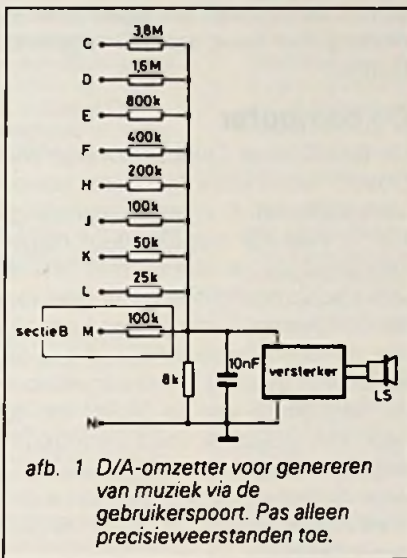 C 3,8M
D 1,6M
E 800k
F 400k
H 200k
J 100k
K 50k
L 25k
sectie B M 100k
8k 10nF versterker LS
N
afb. 1 D/A-omzetter voor genereren
van muziek via de
gebruikerspoort. Pas alleen
precisieweerstanden toe.